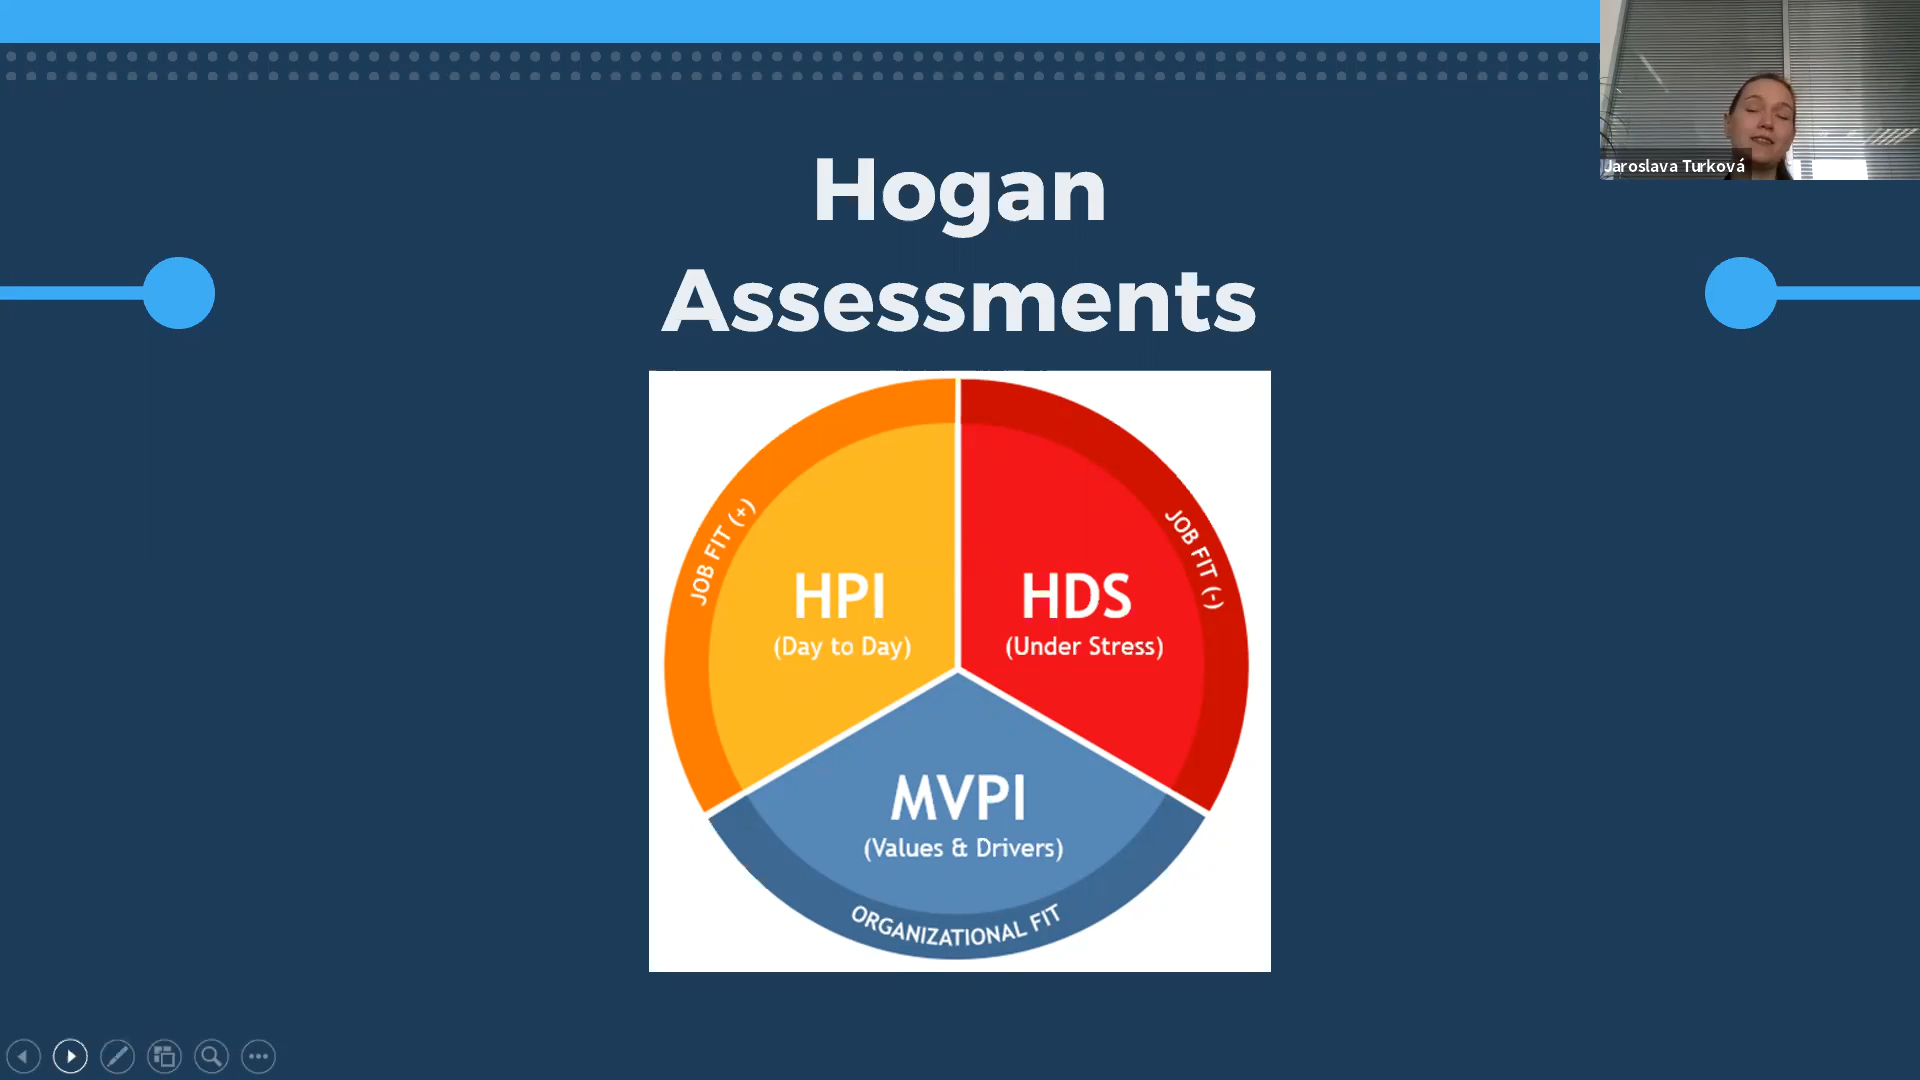 Jaroslava Turková
Hogan
Assessments
JOB FIT (+)
JOB FIT (-)
HPI
(Day to Day)
HDS
(Under Stress)
MVPI
(Values & Drivers)
ORGANIZATIONAL FIT